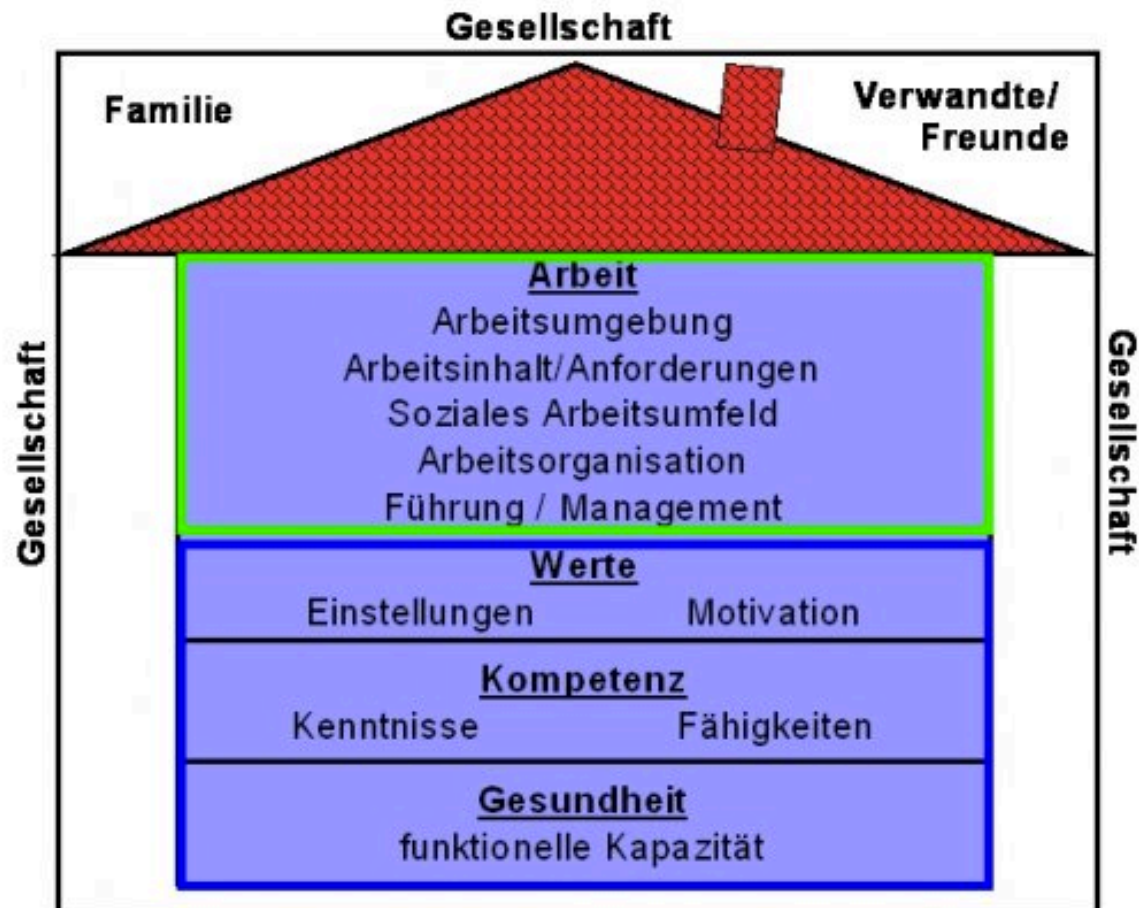 Gesellschaft
Familie
Verwandte/
Freunde
Gesellschaft
Gesellschaft
Arbeit
Arbeitsumgebung
Arbeitsinhalt/Anforderungen
Soziales Arbeitsumfeld
Arbeitsorganisation
Führung / Management
Werte
Einstellungen Motivation
Kompetenz
Kenntnisse Fähigkeiten
Gesundheit
funktionelle Kapazität